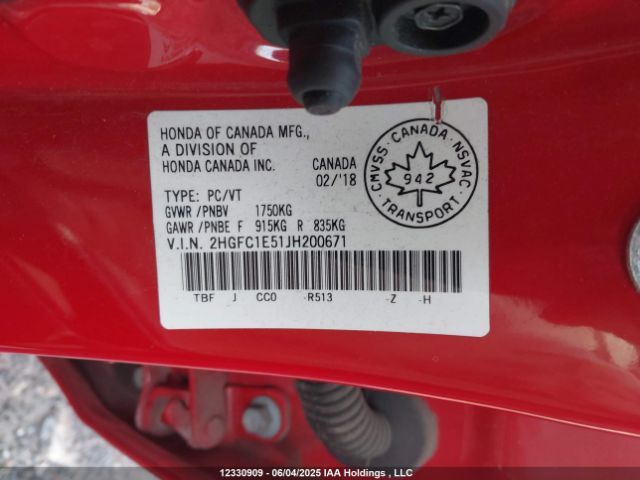 HONDA OF CANADA MFG.,
A DIVISION OF
HONDA CANADA INC.
CANADA
02/'18
TYPE: PC/VT
GVWR /PNBV 1750KG
GAWR /PNBE F 915KG R 835KG
V.I.N. 2HGFC1E51JH200671
TBF J CCO -R513 -Z -H
CMVSS · CANADA · NSVAC
942
TRANSPORT
12330909 - 06/04/2025 IAA Holdings , LLC